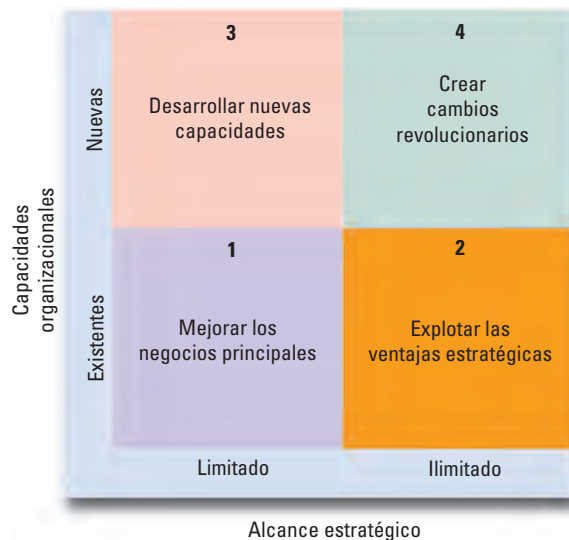 3
Desarrollar nuevas
capacidades
4
Crear
cambios
revolucionarios
Nuevas
Capacidades
organizacionales
1
Mejorar los
negocios principales
2
Explotar las
ventajas estratégicas
Existentes
Limitado
Ilimitado
Alcance estratégico